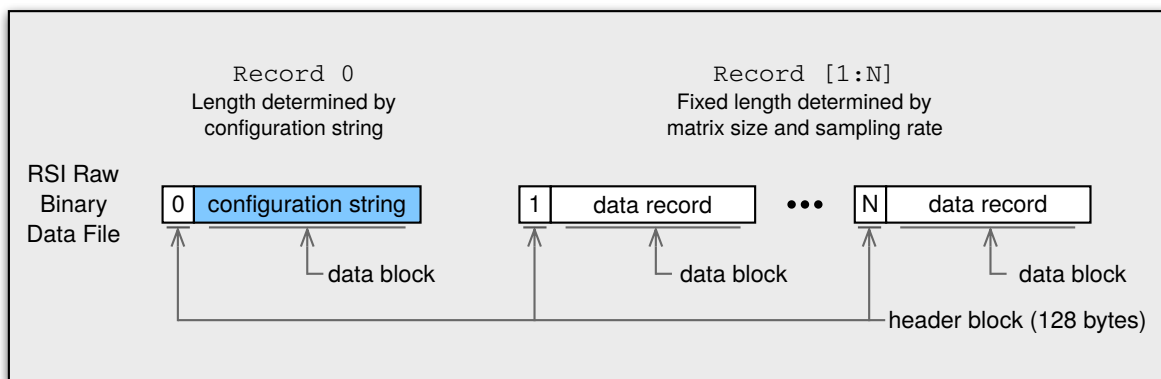 Record 0
Length determined by
configuration string
Record [1:N]
Fixed length determined by
matrix size and sampling rate
RSI Raw
Binary
Data File
0 configuration string
1 data record ••• N data record
data block
data block
data block
header block (128 bytes)